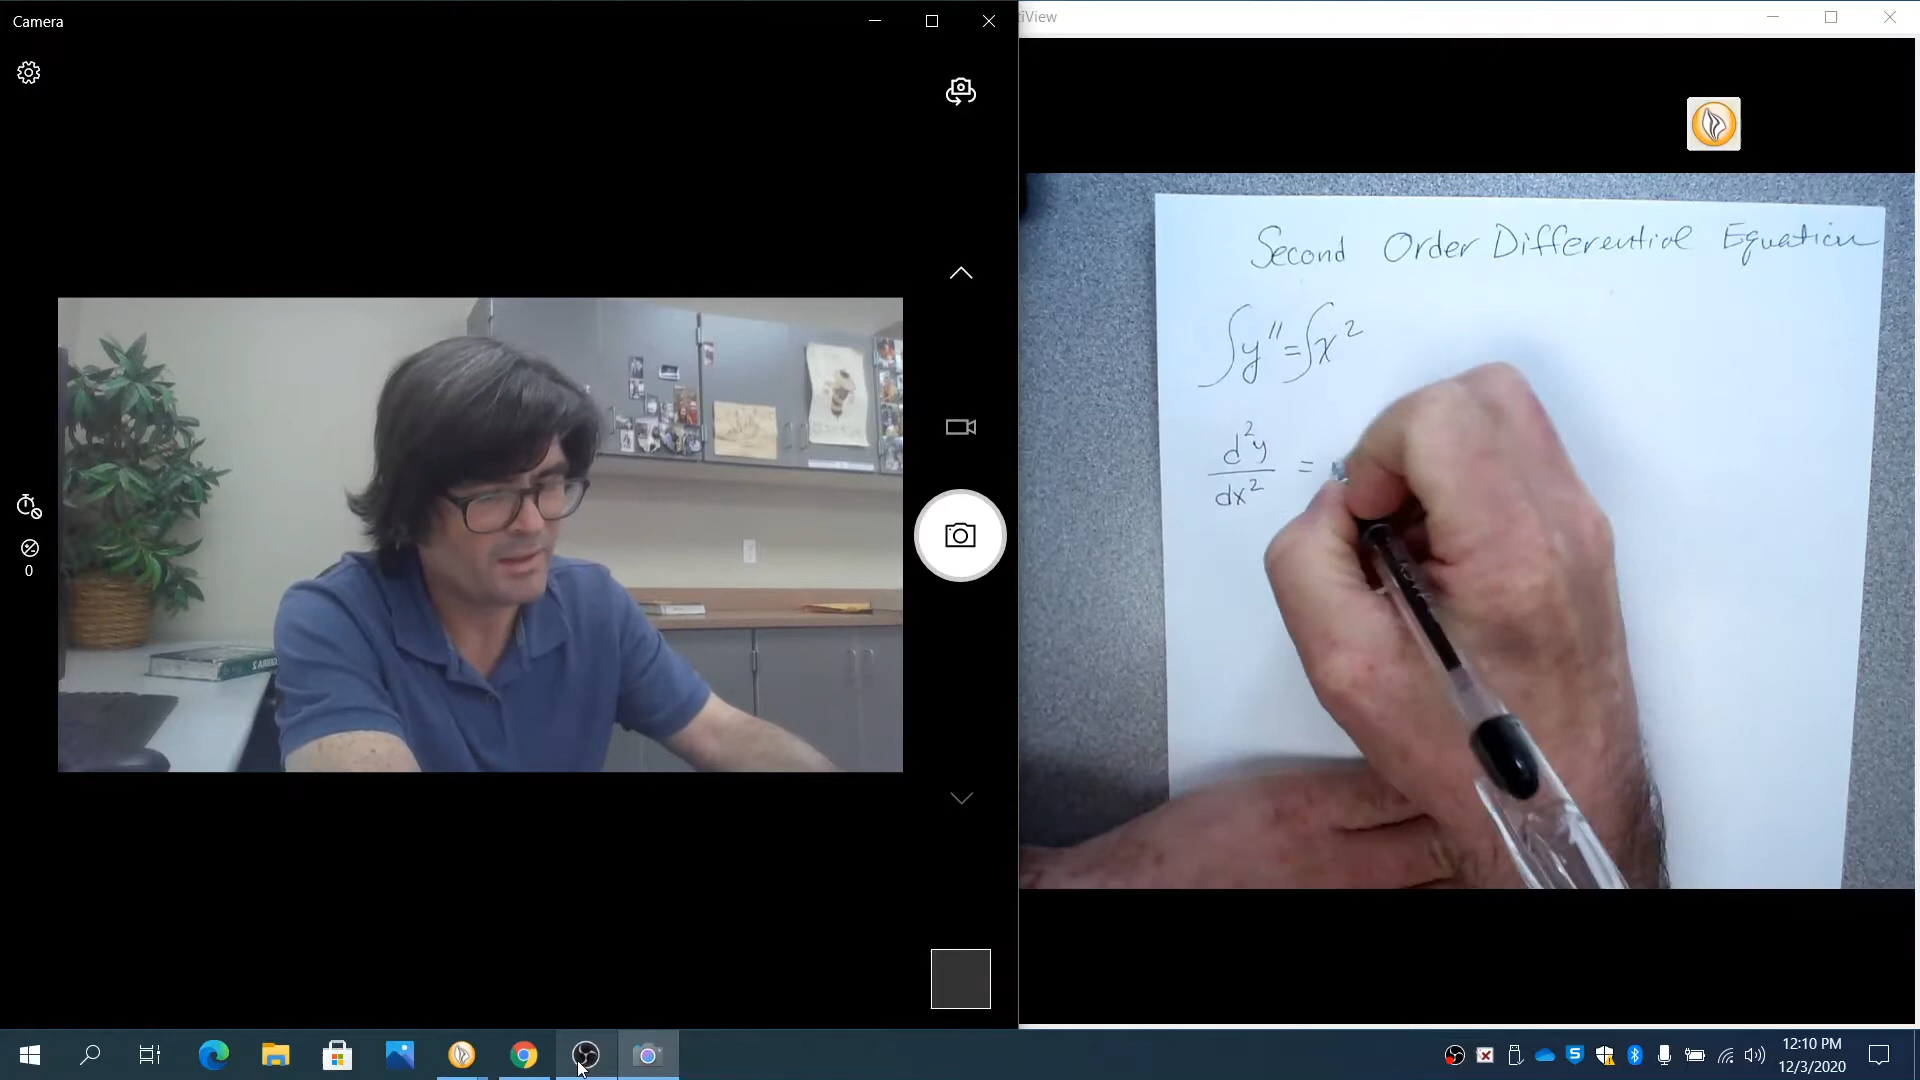 Camera
iView
0
Second Order Differential Equation
∫y''=∫x²
d²y
dx²
=
12:10 PM
12/3/2020